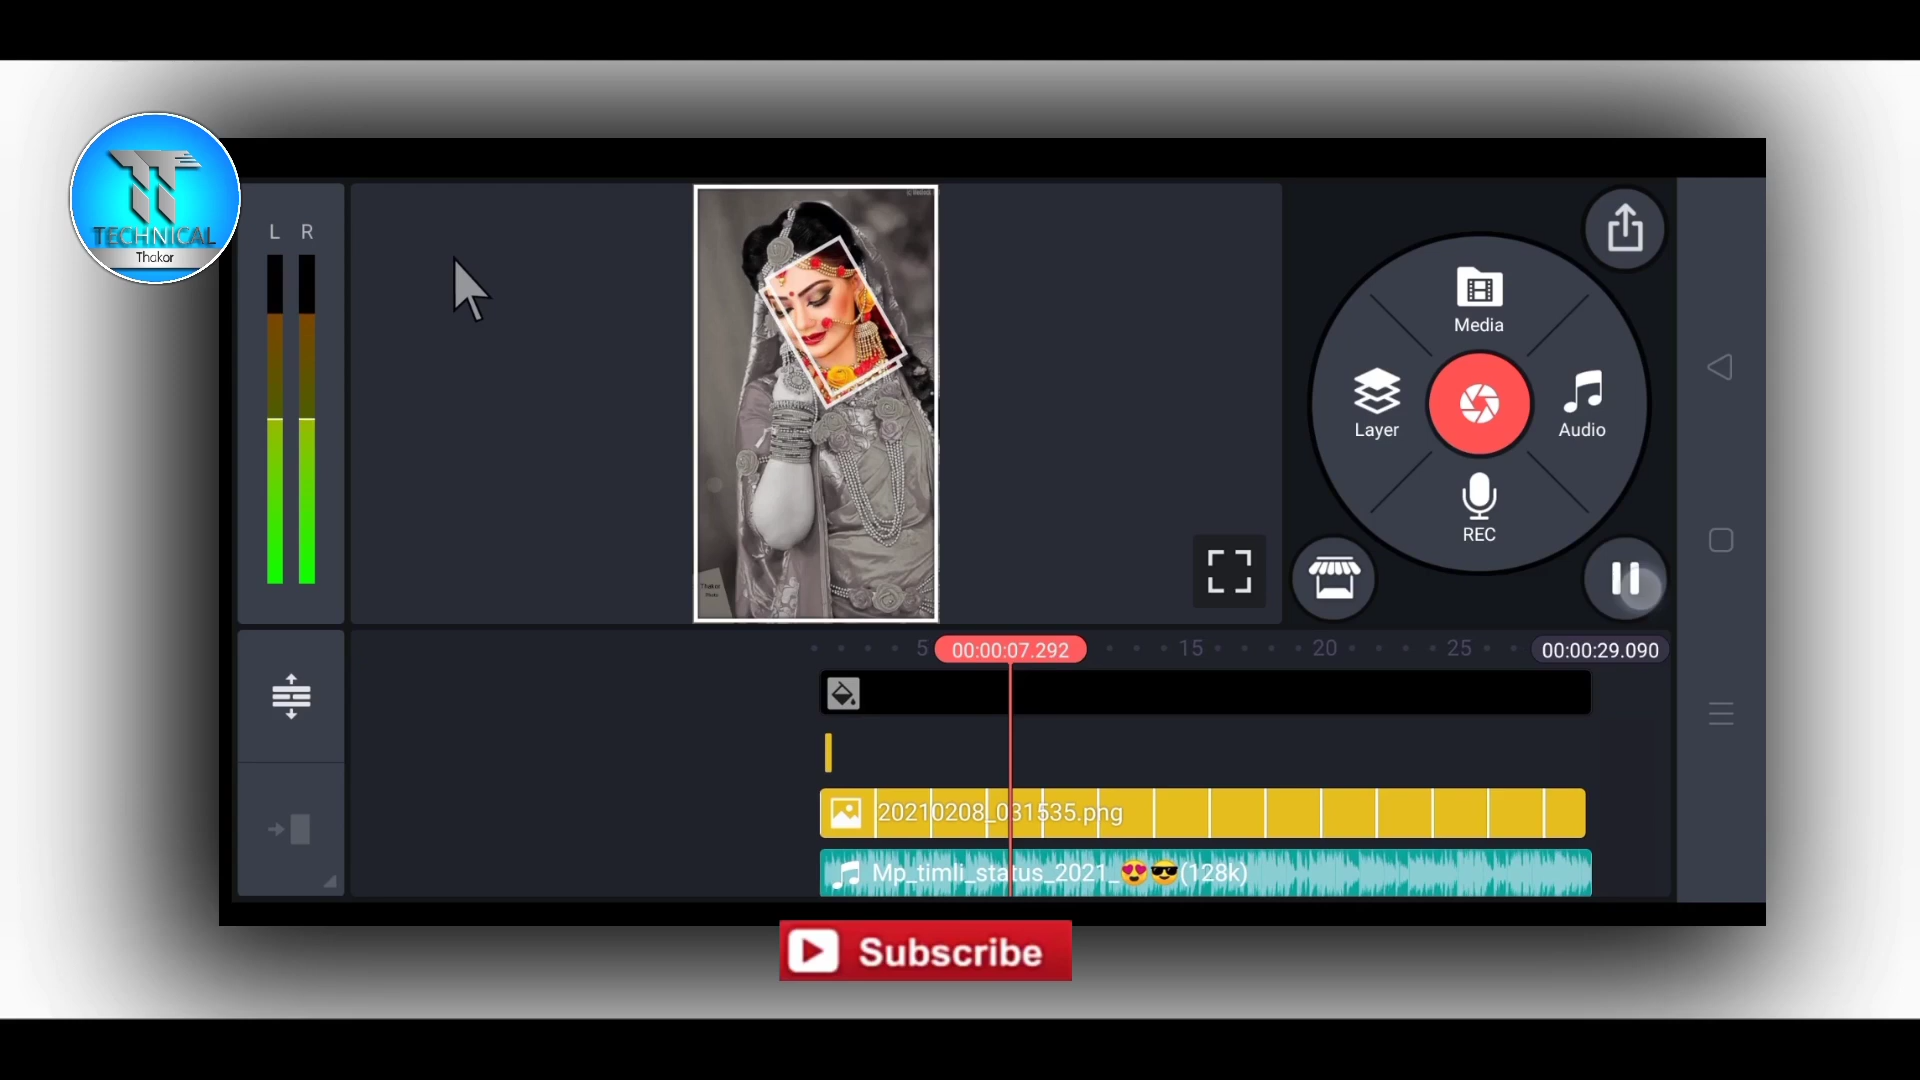 TECHNICAL
Thakor
L R
Media
Layer
Audio
REC
Thakor
5
00:00:07.292
15
20
25
00:00:29.090
20210208_031535.png
Mp_timli_status_2021_😍😎(128k)
Subscribe